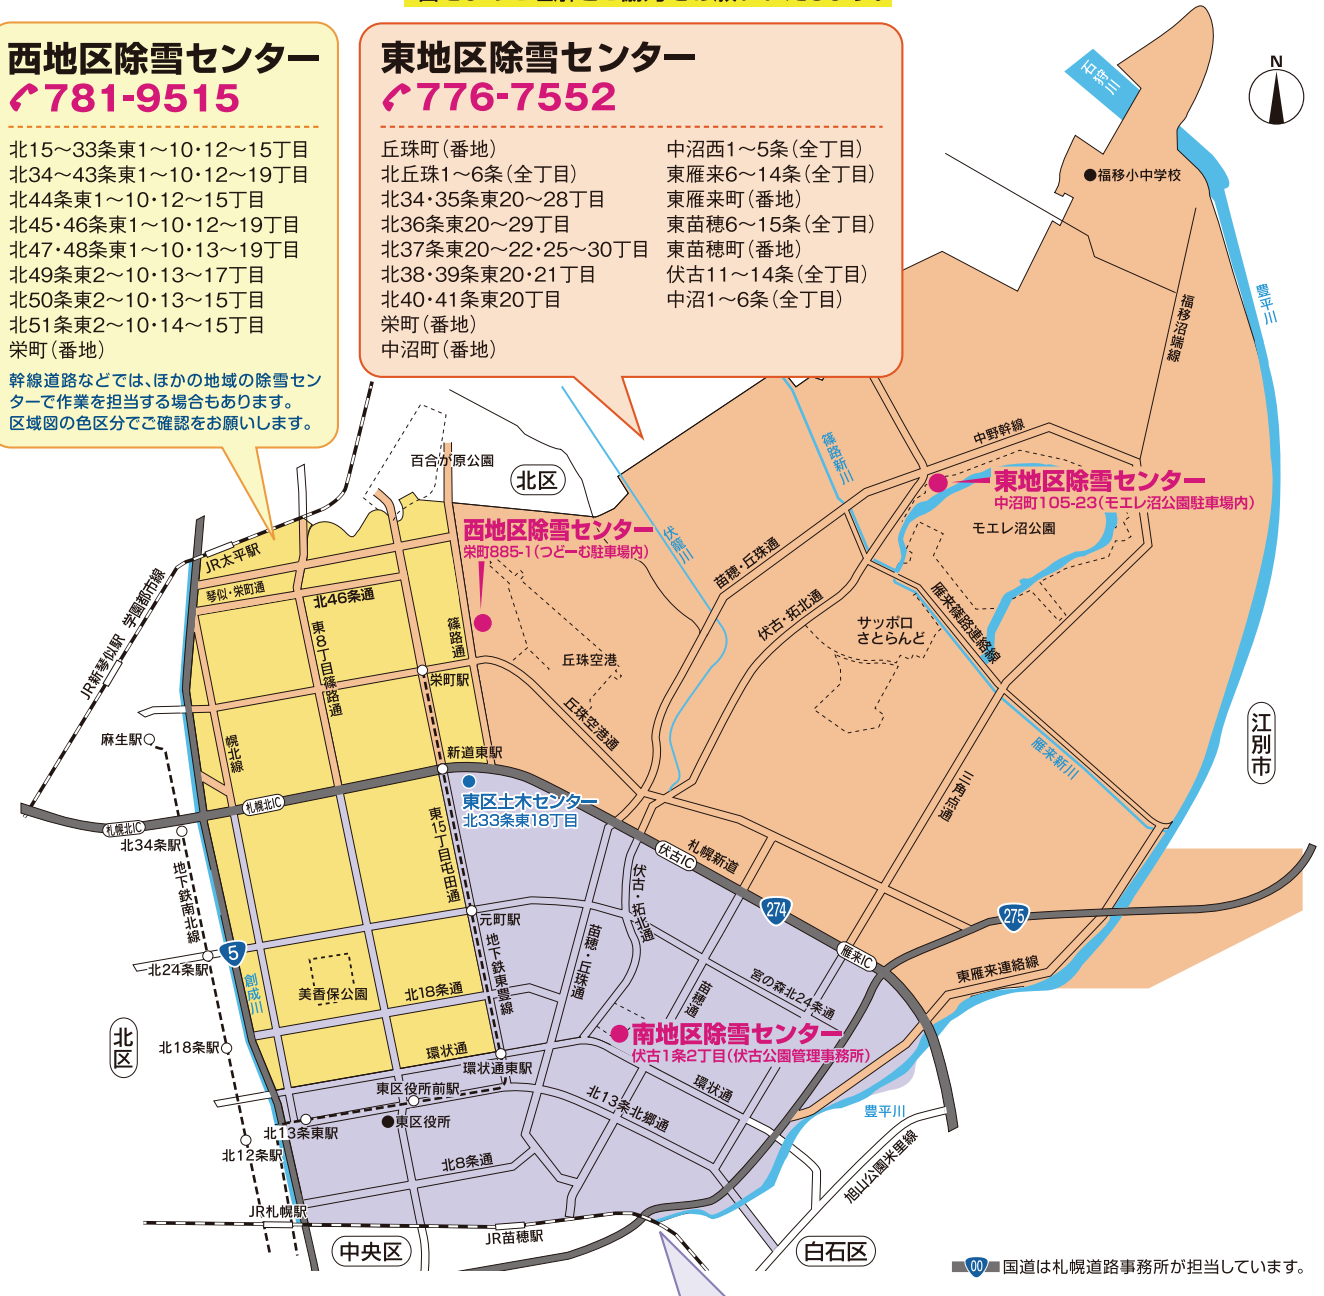 西地区除雪センター
781-9515
北15～33条東1～10・12～15丁目
北34～43条東1～10・12～19丁目
北44条東1～10・12～15丁目
北45・46条東1～10・12～19丁目
北47・48条東1～10・13～19丁目
北49条東2～10・13～17丁目
北50条東2～10・13～15丁目
北51条東2～10・14～15丁目
栄町（番地）
幹線道路などでは、ほかの地域の除雪セン
ターで作業を担当する場合もあります。
区域図の色区分でご確認をお願いします。
東地区除雪センター
776-7552
丘珠町（番地）
北丘珠1～6条（全丁目）
北34・35条東20～28丁目
北36条東20～29丁目
北37条東20～22・25～30丁目
北38・39条東20・21丁目
北40・41条東20丁目
栄町（番地）
中沼町（番地）
中沼西1～5条（全丁目）
東雁来6～14条（全丁目）
東雁来町（番地）
東苗穂6～15条（全丁目）
東苗穂町（番地）
伏古11～14条（全丁目）
中沼1～6条（全丁目）
N
石狩川
福移小中学校
豊平川
福移沼端線
中野幹線
篠路新川
東地区除雪センター
中沼町105-23（モエレ沼公園駐車場内）
モエレ沼公園
百合が原公園
北区
西地区除雪センター
栄町885-1（つどーむ駐車場内）
伏籠川
苗穂・丘珠通
伏古・拓北通
サッポロ
さとらんど
雁来篠路連絡線
JR太平駅
学園都市線
琴似・栄町通
北46条通
東8丁目篠路通
篠路通
JR新琴似駅
栄町駅
丘珠空港
丘珠空港通
麻生駅
幌北線
新道東駅
江別市
雁来新川
三角点通
東区土木センター
北33条東18丁目
札幌北IC
札幌北IC
北34条駅
東15丁目屯田通
地下鉄南北線
伏古IC
札幌新道
伏古・拓北通
274
275
元町駅
苗穂・丘珠通
地下鉄東豊線
雁来IC
5
北24条駅
創成川
美香保公園
北18条通
宮の森北24条通
苗穂通
東雁来連絡線
南地区除雪センター
伏古1条2丁目（伏古公園管理事務所）
北区
北18条駅
環状通
環状通東駅
環状通
東区役所前駅
北13条北郷通
豊平川
東区役所
北13条東駅
北12条駅
北8条通
旭山公園米里線
JR札幌駅
JR苗穂駅
中央区
白石区
00 国道は札幌道路事務所が担当しています。